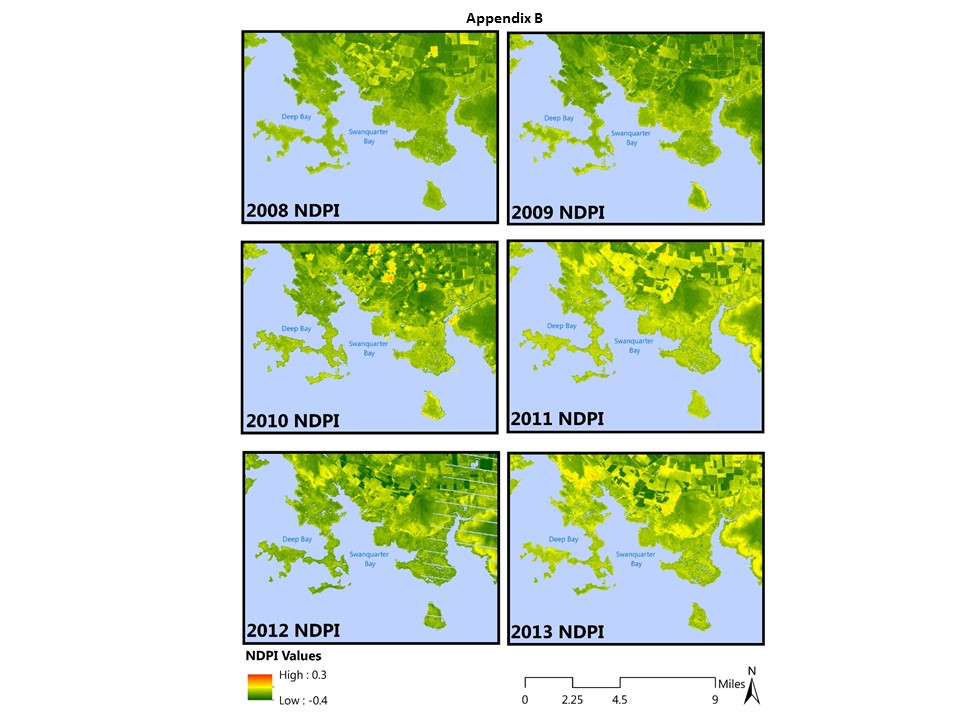 Appendix B
Deep Bay
Swanquarter
Bay
2008 NDPI
Deep Bay
Swanquarter
Bay
2009 NDPI
Deep Bay
Swanquarter
Bay
2010 NDPI
Deep Bay
Swanquarter
Bay
2011 NDPI
Deep Bay
Swanquarter
Bay
2012 NDPI
Deep Bay
Swanquarter
Bay
2013 NDPI
NDPI Values
High : 0.3
Low : -0.4
N
Miles
0 2.25 4.5 9